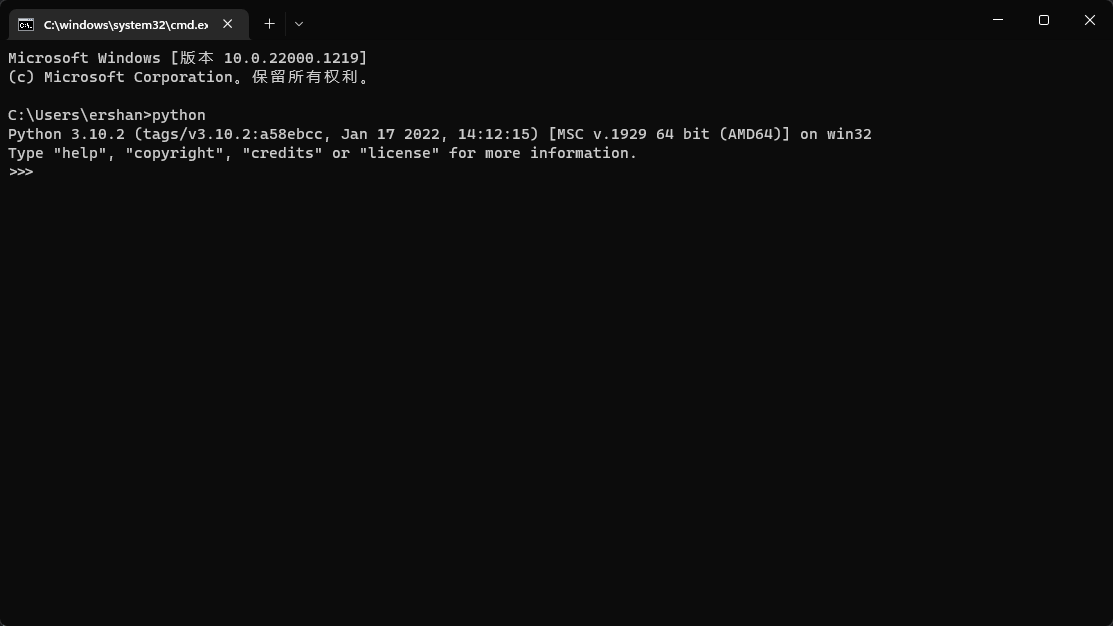 C:\windows\system32\cmd.ex
Microsoft Windows [版本 10.0.22000.1219]
(c) Microsoft Corporation。保留所有权利。
C:\Users\ershan>python
Python 3.10.2 (tags/v3.10.2:a58ebcc, Jan 17 2022, 14:12:15) [MSC v.1929 64 bit (AMD64)] on win32
Type "help", "copyright", "credits" or "license" for more information.
>>>